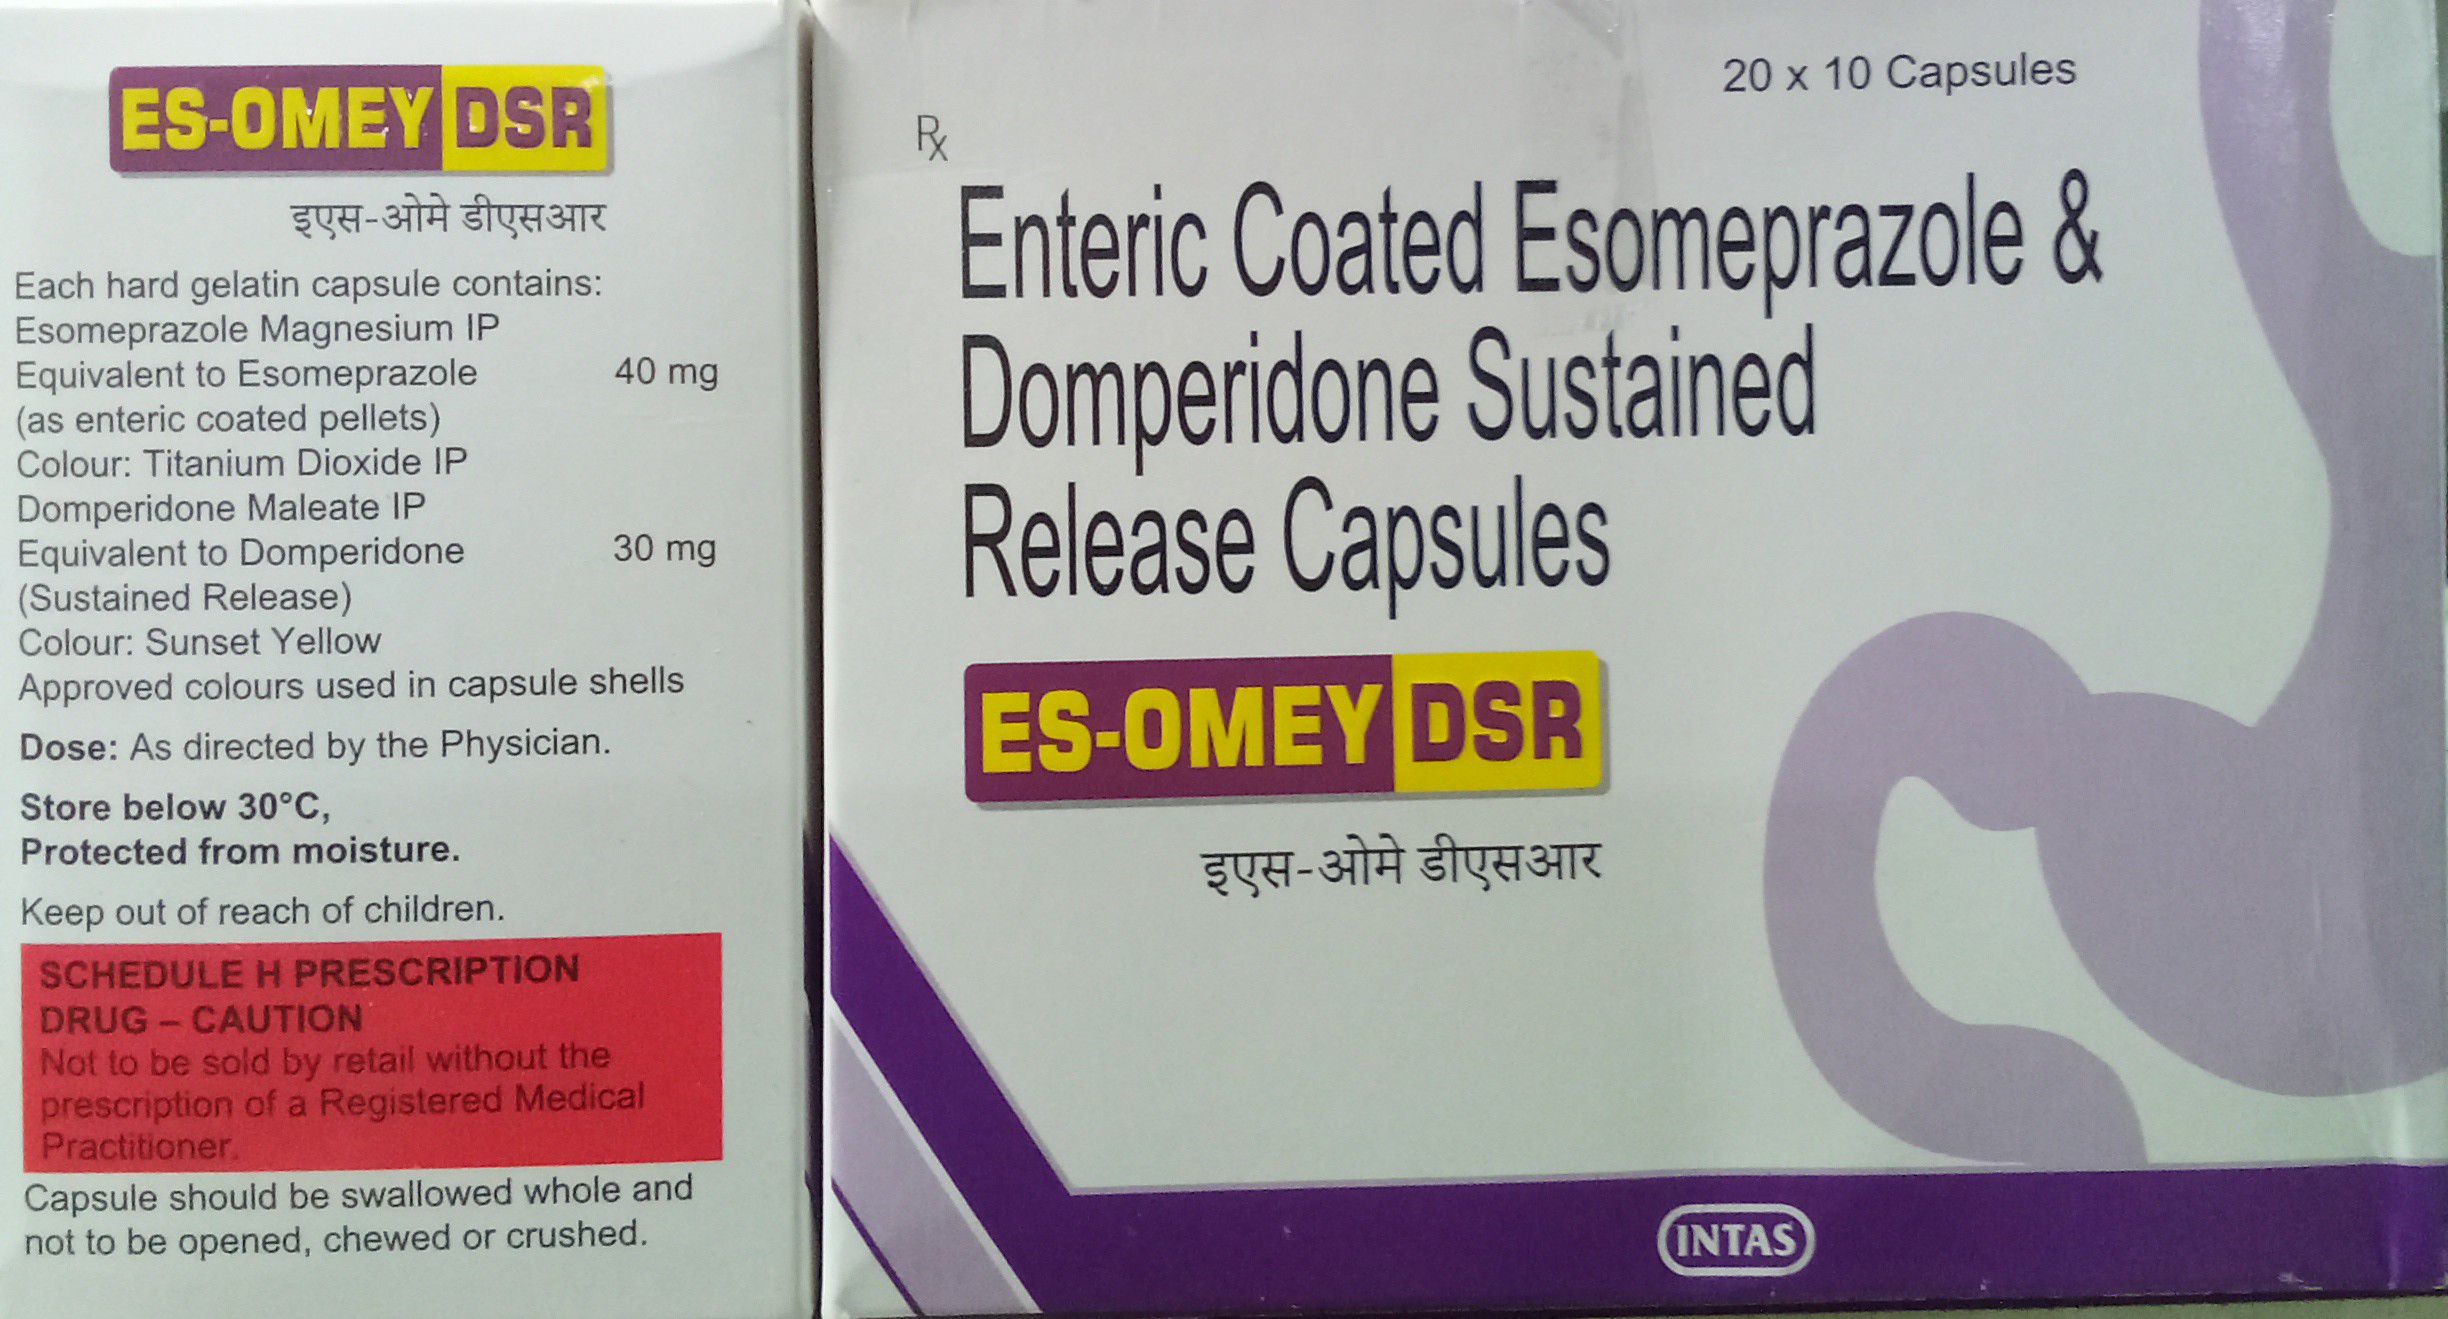 ES-OMEY DSR
इएस-ओमे डीएसआर
Each hard gelatin capsule contains:
Esomeprazole Magnesium IP
Equivalent to Esomeprazole 40 mg
(as enteric coated pellets)
Colour: Titanium Dioxide IP
Domperidone Maleate IP
Equivalent to Domperidone 30 mg
(Sustained Release)
Colour: Sunset Yellow
Approved colours used in capsule shells
Dose: As directed by the Physician.
Store below 30°C,
Protected from moisture.
Keep out of reach of children.
SCHEDULE H PRESCRIPTION
DRUG – CAUTION
Not to be sold by retail without the
prescription of a Registered Medical
Practitioner.
Capsule should be swallowed whole and
not to be opened, chewed or crushed.
20 x 10 Capsules
Rx
Enteric Coated Esomeprazole &
Domperidone Sustained
Release Capsules
ES-OMEY DSR
इएस-ओमे डीएसआर
INTAS